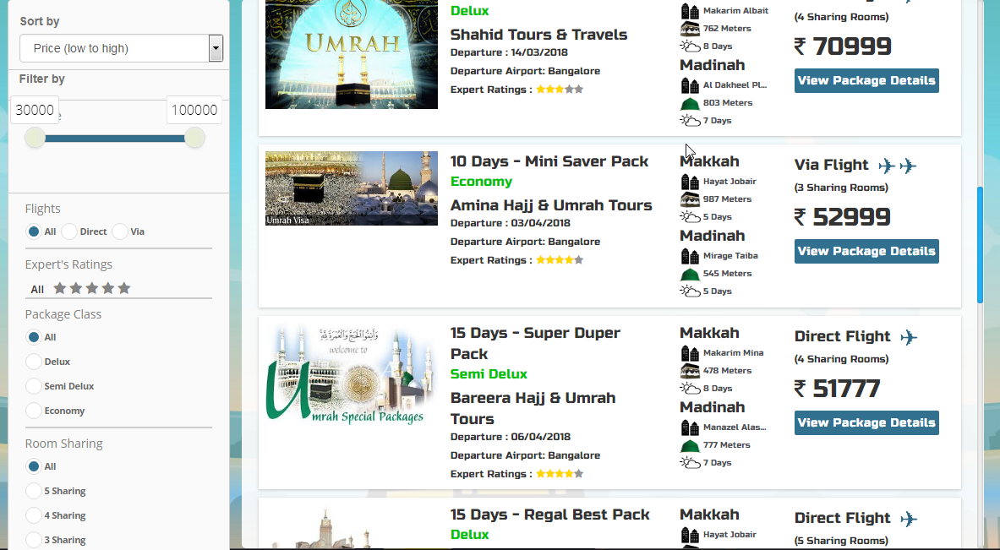 Sort by
Price (low to high)
Filter by
30000
100000
Flights
All
Direct
Via
Expert's Ratings
All
Package Class
All
Delux
Semi Delux
Economy
Room Sharing
All
5 Sharing
4 Sharing
3 Sharing
UMRAH
Delux
Shahid Tours & Travels
Departure : 14/03/2018
Departure Airport: Bangalore
Expert Ratings :
Makarim Albait
762 Meters
8 Days
Madinah
Al Dakheel Pl...
803 Meters
7 Days
(4 Sharing Rooms)
₹ 70999
View Package Details
Umrah Visa
10 Days - Mini Saver Pack
Economy
Amina Hajj & Umrah Tours
Departure : 03/04/2018
Departure Airport: Bangalore
Expert Ratings :
Makkah
Hayat Jobair
987 Meters
5 Days
Madinah
Mirage Taiba
545 Meters
5 Days
Via Flight
(3 Sharing Rooms)
₹ 52999
View Package Details
وَأَتِمُّوا الْحَجَّ وَالْعُمْرَةَ لِلَّهِ
welcome to
Umrah Special Packages
15 Days - Super Duper
Pack
Semi Delux
Bareera Hajj & Umrah
Tours
Departure : 06/04/2018
Departure Airport: Bangalore
Expert Ratings :
Makkah
Makarim Mina
478 Meters
8 Days
Madinah
Manazel Alas...
777 Meters
7 Days
Direct Flight
(4 Sharing Rooms)
₹ 51777
View Package Details
15 Days - Regal Best Pack
Delux
Makkah
Hayat Jobair
Direct Flight
(5 Sharing Rooms)